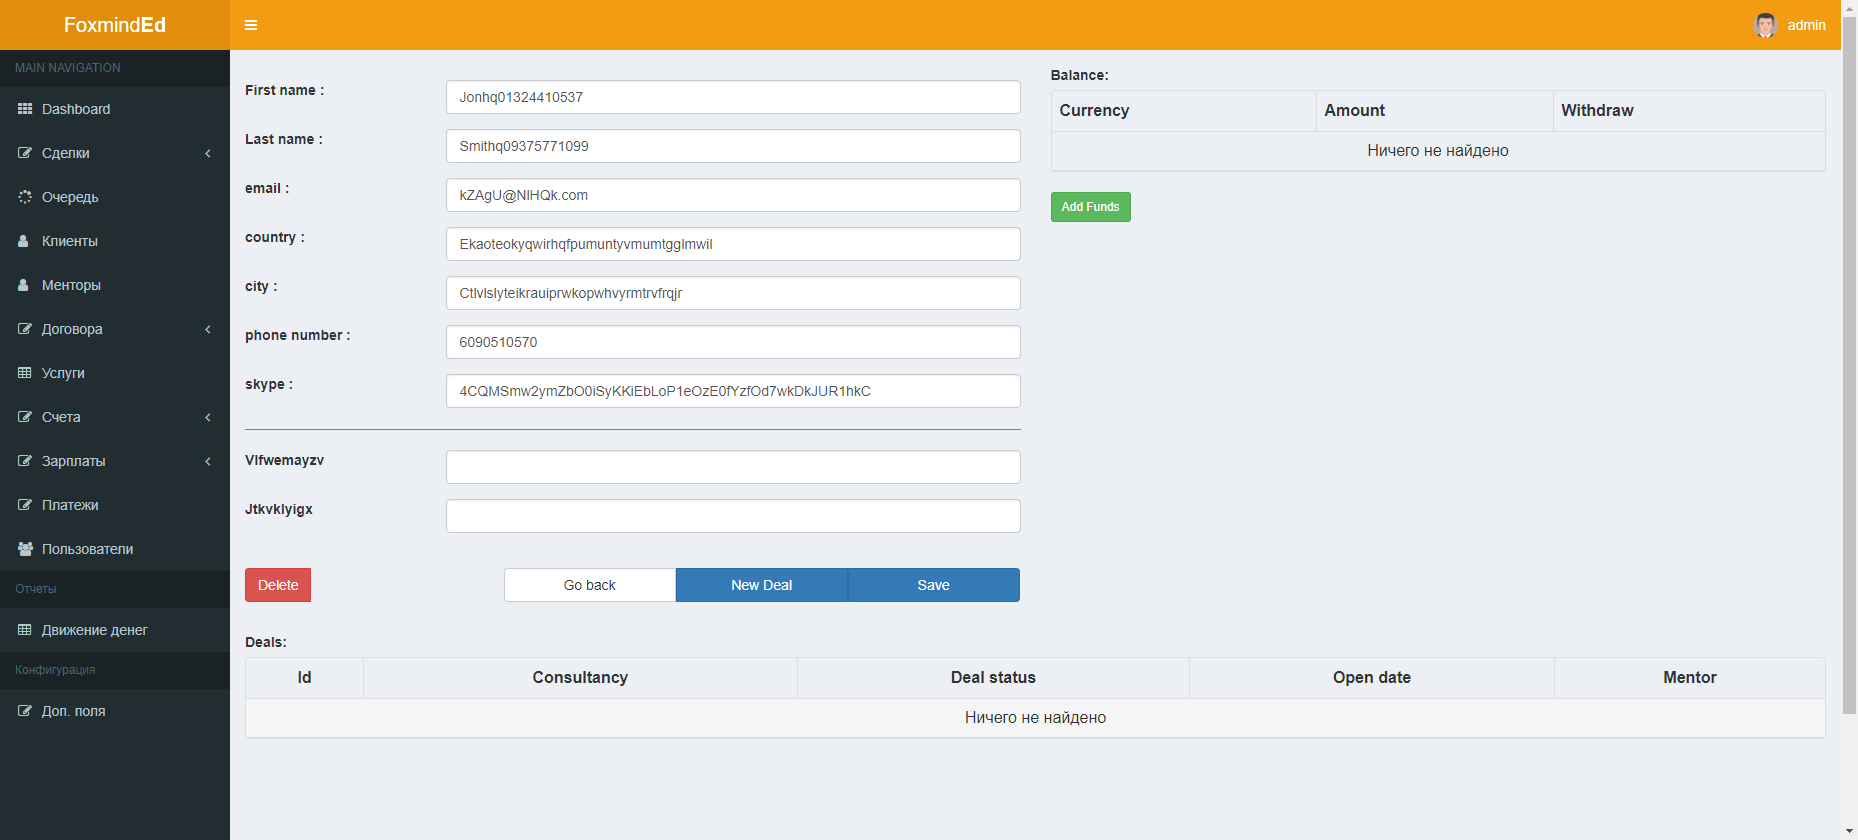 FoxmindEd
admin
MAIN NAVIGATION
Dashboard
Сделки
Очередь
Клиенты
Менторы
Договора
Услуги
Счета
Зарплаты
Платежи
Пользователи
Отчеты
Движение денег
Конфигурация
Доп. поля
First name :
Jonhq01324410537
Last name :
Smithq09375771099
email :
kZAgU@NIHQk.com
country :
Ekaoteokyqwirhqfpumuntyvmumtgglmwil
city :
Ctlvlslyteikrauiprwkopwhvyrmtrvfrqjr
phone number :
6090510570
skype :
4CQMSmw2ymZbO0iSyKKiEbLoP1eOzE0fYzfOd7wkDkJUR1hkC
Vlfwemayzv
Jtkvklyigx
Delete
Go back
New Deal
Save
Balance:
Currency Amount Withdraw
Ничего не найдено
Add Funds
Deals:
Id Consultancy Deal status Open date Mentor
Ничего не найдено